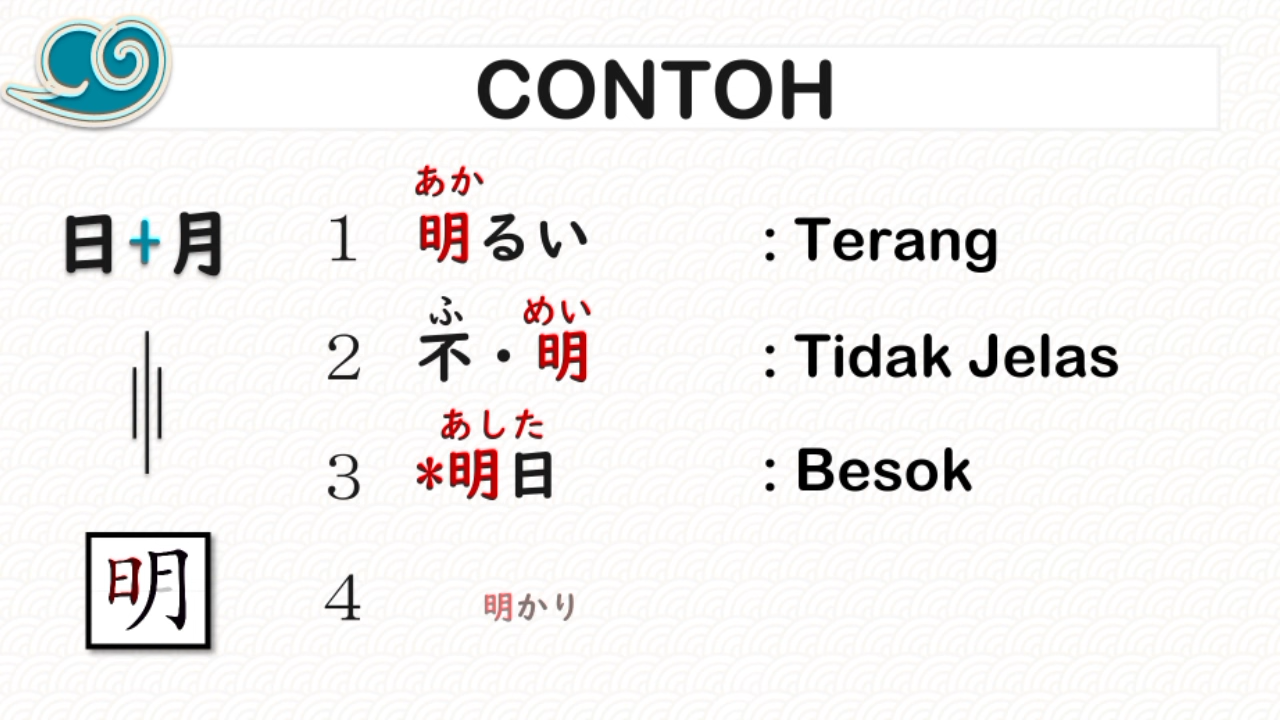 CONTOH
日+月
明
あか
1 明るい : Terang
ふ めい
2 不・明 : Tidak Jelas
あした
3 *明日 : Besok
4 明かり